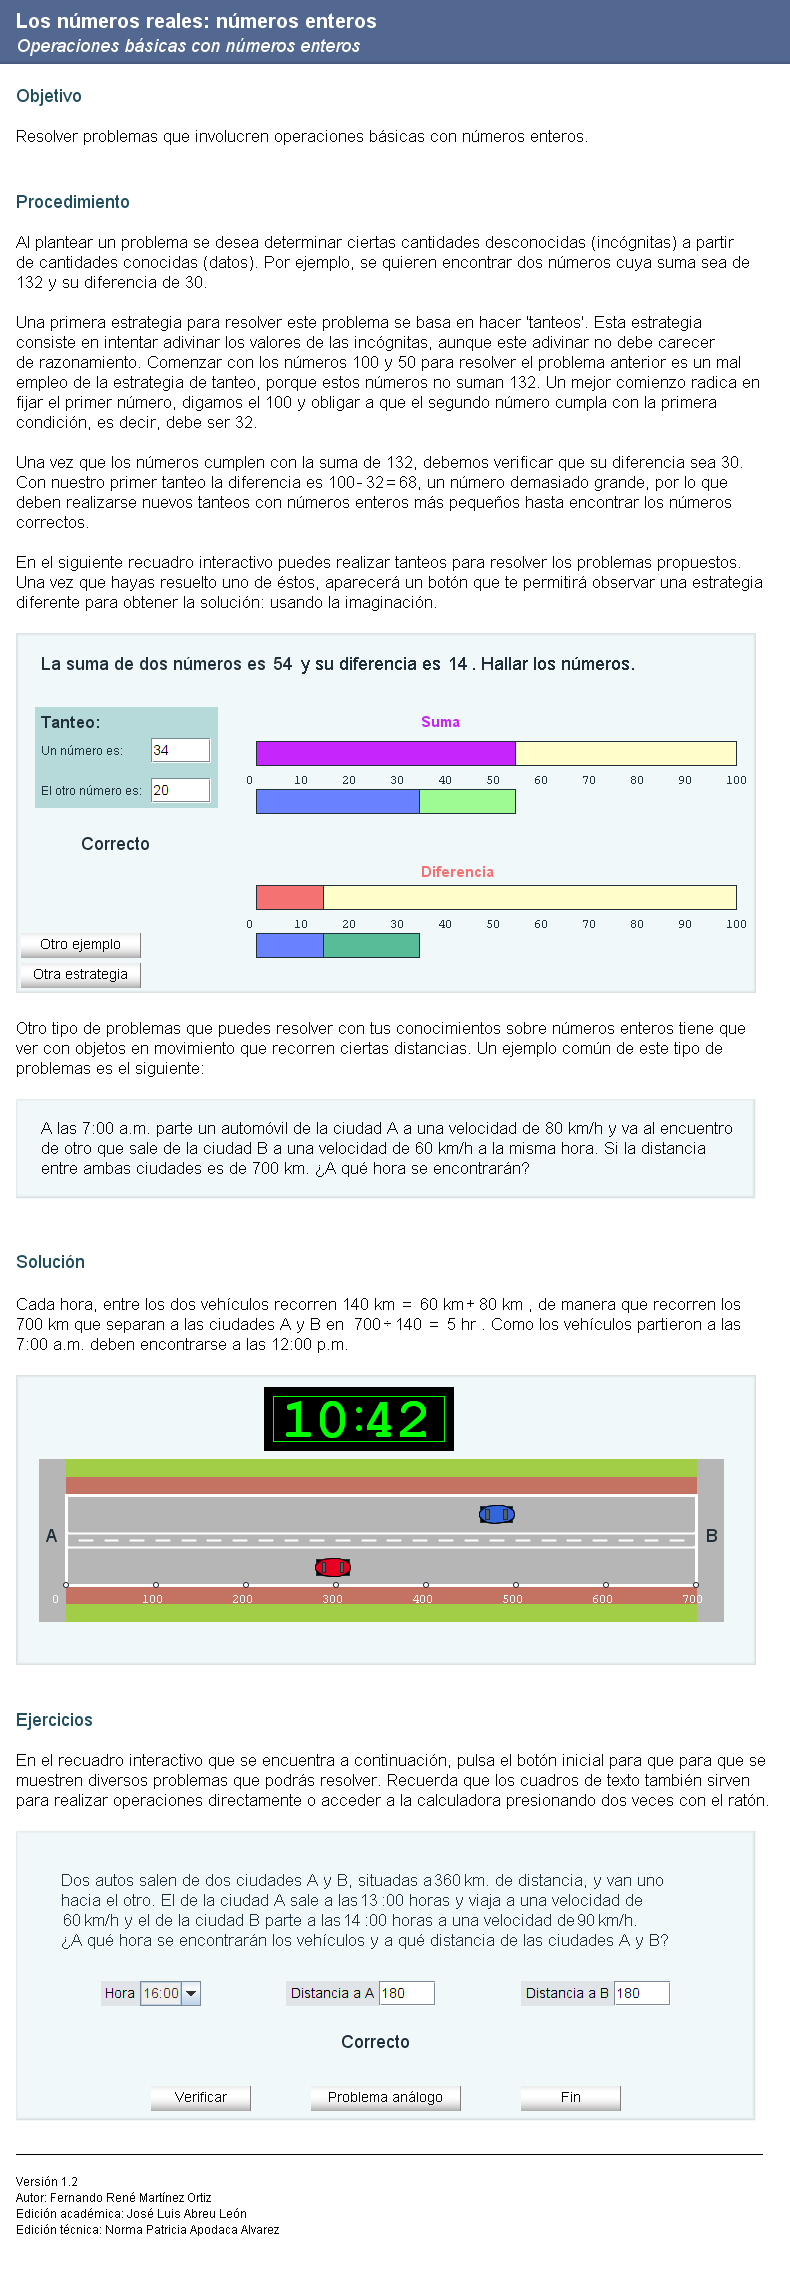 Los números reales: números enteros
Operaciones básicas con números enteros
Objetivo
Resolver problemas que involucren operaciones básicas con números enteros.
Procedimiento
Al plantear un problema se desea determinar ciertas cantidades desconocidas (incógnitas) a partir
de cantidades conocidas (datos). Por ejemplo, se quieren encontrar dos números cuya suma sea de
132 y su diferencia de 30.
Una primera estrategia para resolver este problema se basa en hacer 'tanteos'. Esta estrategia
consiste en intentar adivinar los valores de las incógnitas, aunque este adivinar no debe carecer
de razonamiento. Comenzar con los números 100 y 50 para resolver el problema anterior es un mal
empleo de la estrategia de tanteo, porque estos números no suman 132. Un mejor comienzo radica en
fijar el primer número, digamos el 100 y obligar a que el segundo número cumpla con la primera
condición, es decir, debe ser 32.
Una vez que los números cumplen con la suma de 132, debemos verificar que su diferencia sea 30.
Con nuestro primer tanteo la diferencia es 100-32=68, un número demasiado grande, por lo que
deben realizarse nuevos tanteos con números enteros más pequeños hasta encontrar los números
correctos.
En el siguiente recuadro interactivo puedes realizar tanteos para resolver los problemas propuestos.
Una vez que hayas resuelto uno de éstos, aparecerá un botón que te permitirá observar una estrategia
diferente para obtener la solución: usando la imaginación.
La suma de dos números es 54 y su diferencia es 14 . Hallar los números.
Tanteo:
Un número es: 34
El otro número es: 20
Correcto
Suma
0 10 20 30 40 50 60 70 80 90 100
Diferencia
0 10 20 30 40 50 60 70 80 90 100
Otro ejemplo
Otra estrategia
Otro tipo de problemas que puedes resolver con tus conocimientos sobre números enteros tiene que
ver con objetos en movimiento que recorren ciertas distancias. Un ejemplo común de este tipo de
problemas es el siguiente:
A las 7:00 a.m. parte un automóvil de la ciudad A a una velocidad de 80 km/h y va al encuentro
de otro que sale de la ciudad B a una velocidad de 60 km/h a la misma hora. Si la distancia
entre ambas ciudades es de 700 km. ¿A qué hora se encontrarán?
Solución
Cada hora, entre los dos vehículos recorren 140 km = 60 km+ 80 km , de manera que recorren los
700 km que separan a las ciudades A y B en 700÷140 = 5 hr . Como los vehículos partieron a las
7:00 a.m. deben encontrarse a las 12:00 p.m.
10:42
A
B
0 100 200 300 400 500 600 700
Ejercicios
En el recuadro interactivo que se encuentra a continuación, pulsa el botón inicial para que para que se
muestren diversos problemas que podrás resolver. Recuerda que los cuadros de texto también sirven
para realizar operaciones directamente o acceder a la calculadora presionando dos veces con el ratón.
Dos autos salen de dos ciudades A y B, situadas a 360 km. de distancia, y van uno
hacia el otro. El de la ciudad A sale a las 13 :00 horas y viaja a una velocidad de
60 km/h y el de la ciudad B parte a las 14 :00 horas a una velocidad de 90 km/h.
¿A qué hora se encontrarán los vehículos y a qué distancia de las ciudades A y B?
Hora 16:00 Distancia a A 180 Distancia a B 180
Correcto
Verificar Problema análogo Fin
Versión 1.2
Autor: Fernando René Martínez Ortiz
Edición académica: José Luis Abreu León
Edición técnica: Norma Patricia Apodaca Alvarez